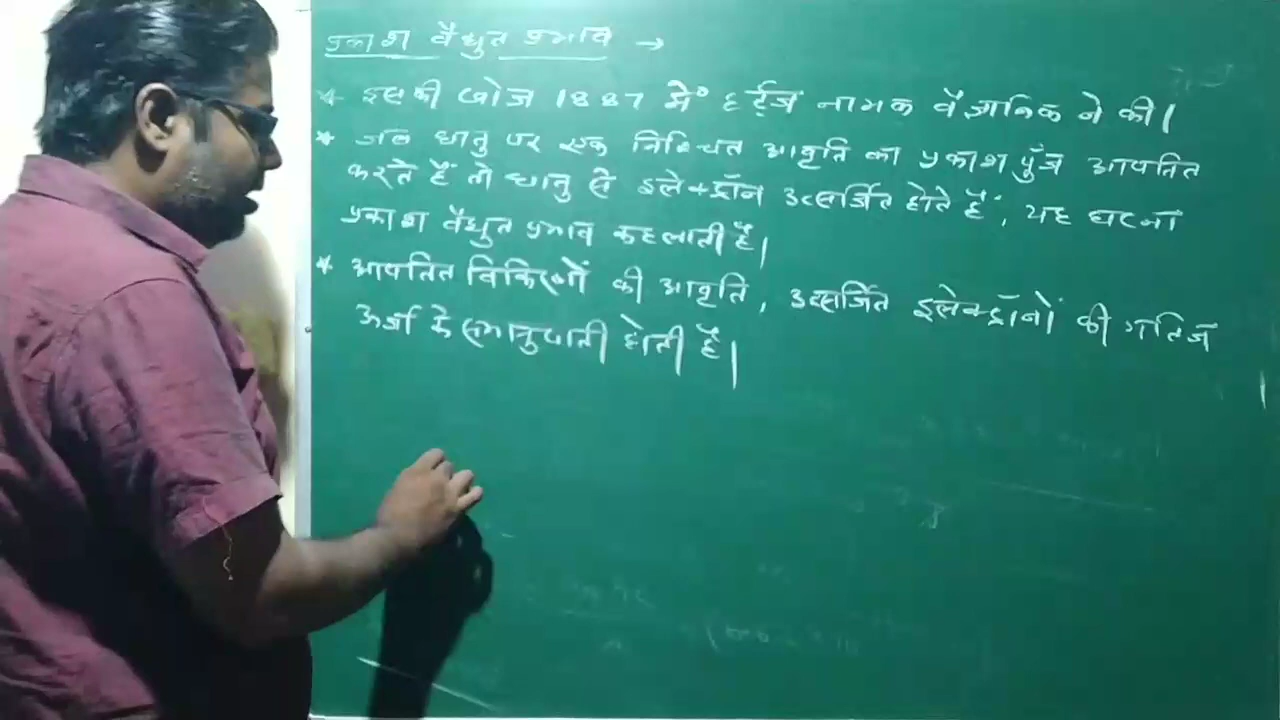 प्रकाश वैद्युत प्रभाव →
* इसकी खोज 1887 में हर्ट्ज नामक वैज्ञानिक ने की।
* जब धातु पर एक निश्चित आवृति का प्रकाश पुँज आपतित
करते हैं तो धातु से इलेक्ट्रॉन उत्सर्जित होते हैं, यह घटना
प्रकाश वैद्युत प्रभाव कहलाती है।
* आपतित विकिरणों की आवृति, उत्सर्जित इलेक्ट्रॉनों की गतिज
ऊर्जा के समानुपाती होती है।